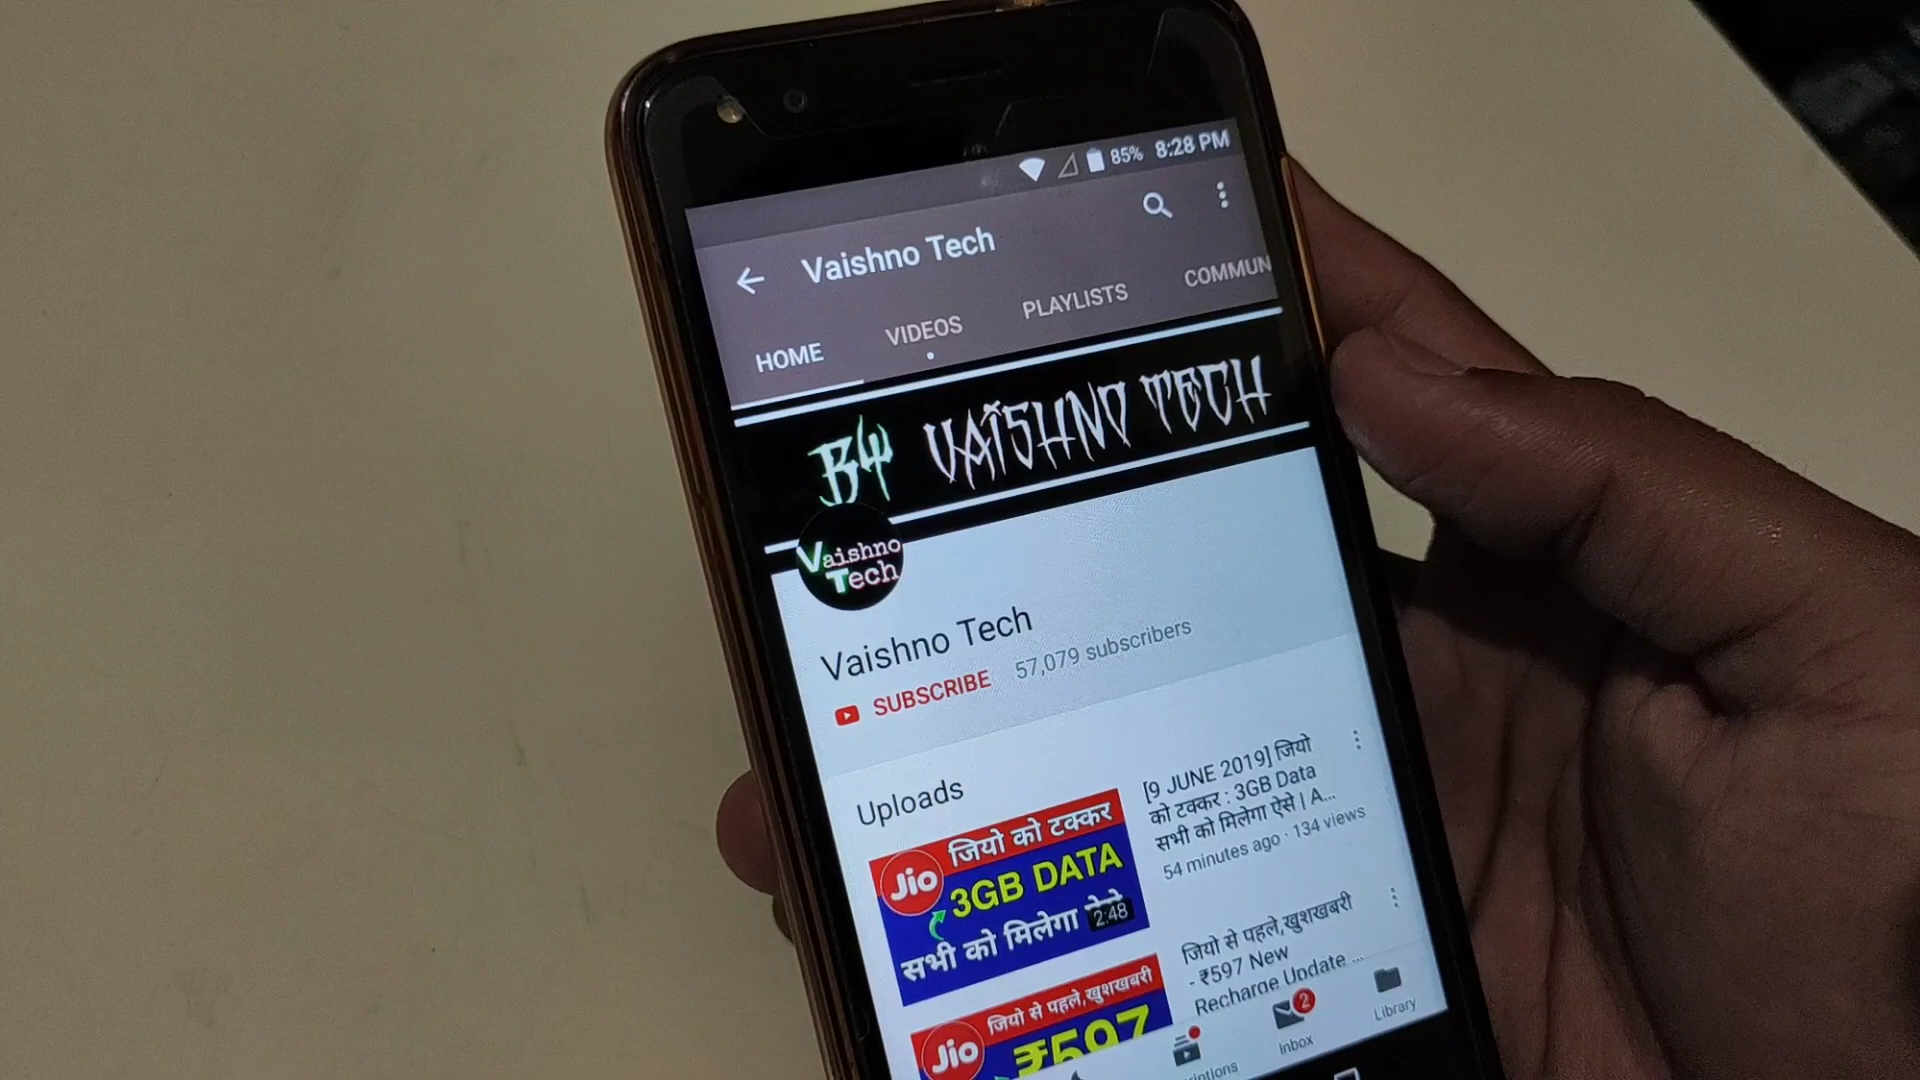 85% 8:28 PM
Vaishno Tech
HOME VIDEOS PLAYLISTS COMMUN
B4 VAISHNO TECH
Vaishno
Tech
Vaishno Tech
SUBSCRIBE 57,079 subscribers
Uploads
Jio जियो को टक्कर
3GB DATA
सभी को मिलेगा ऐसे
2:48
[9 JUNE 2019] जियो
को टक्कर : 3GB Data
सभी को मिलेगा ऐसे | A...
54 minutes ago · 134 views
Jio जियो से पहले,खुशखबरी
₹597
जियो से पहले,खुशखबरी
- ₹597 New
Recharge Update ...
2
Inbox
Library